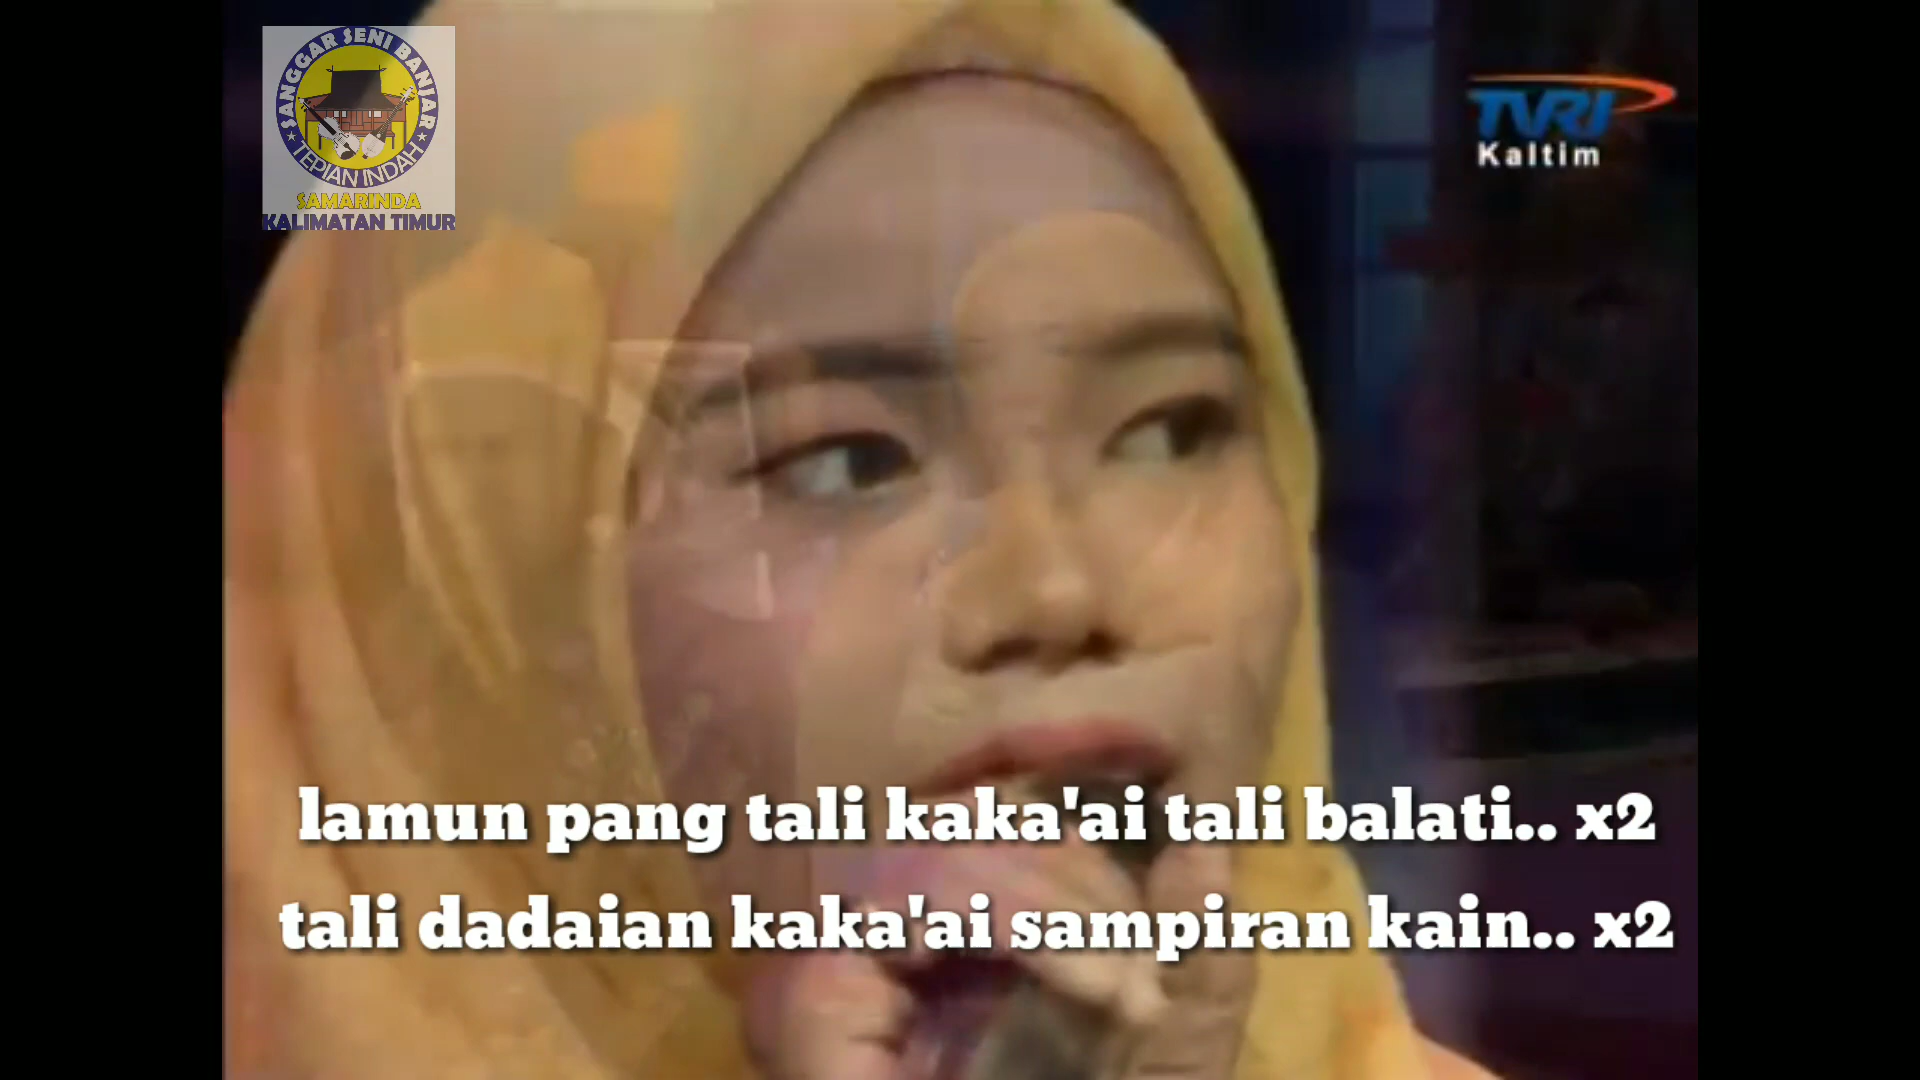 SANGGAR SENI BANJAR
TEPIAN INDAH
SAMARINDA
KALIMATAN TIMUR
TVRI
Kaltim
lamun pang tali kaka'ai tali balati.. x2
tali dadaian kaka'ai sampiran kain.. x2